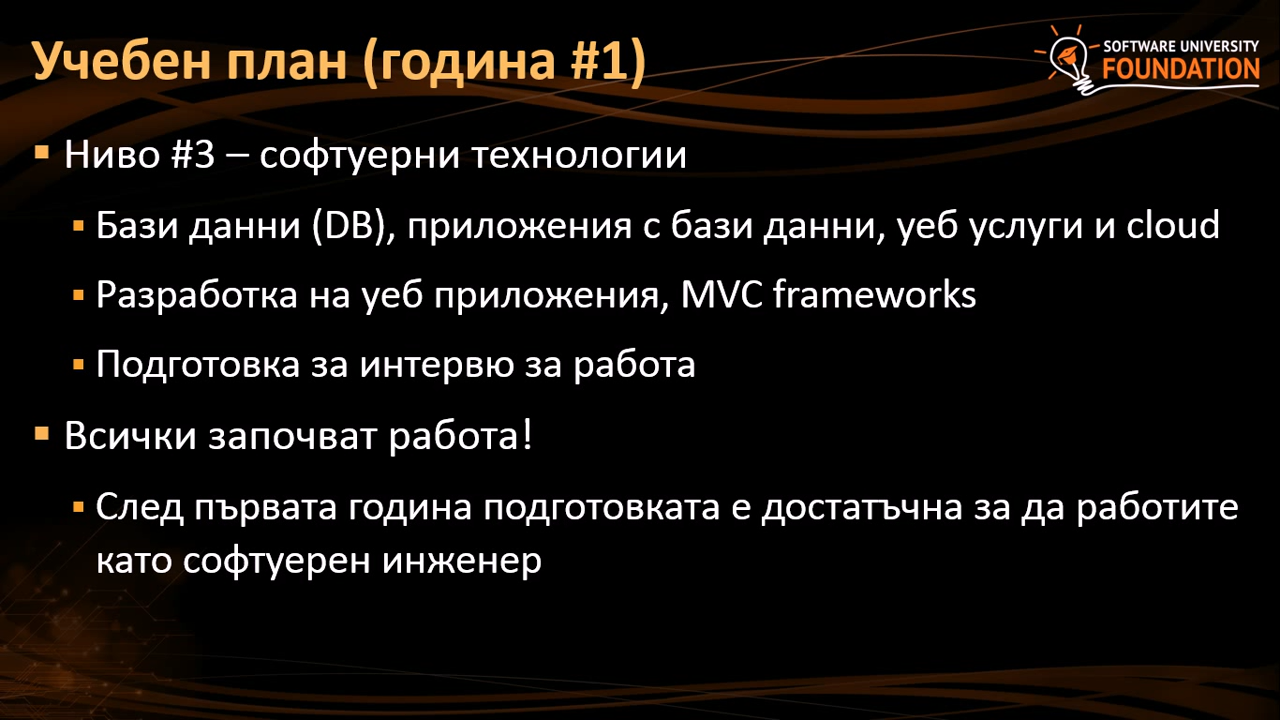 Учебен план (година #1)
SOFTWARE UNIVERSITY
FOUNDATION
Ниво #3 – софтуерни технологии
Бази данни (DB), приложения с бази данни, уеб услуги и cloud
Разработка на уеб приложения, MVC frameworks
Подготовка за интервю за работа
Всички започват работа!
След първата година подготовката е достатъчна за да работите
като софтуерен инженер